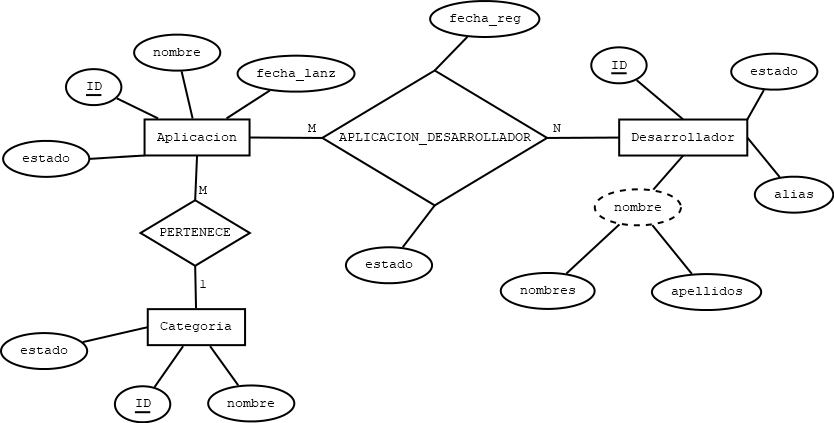 fecha_reg
nombre
fecha_lanz
ID
estado
ID
Aplicacion
M
APLICACION_DESARROLLADOR
N
Desarrollador
estado
alias
M
nombre
PERTENECE
estado
1
nombres
apellidos
Categoria
estado
ID
nombre